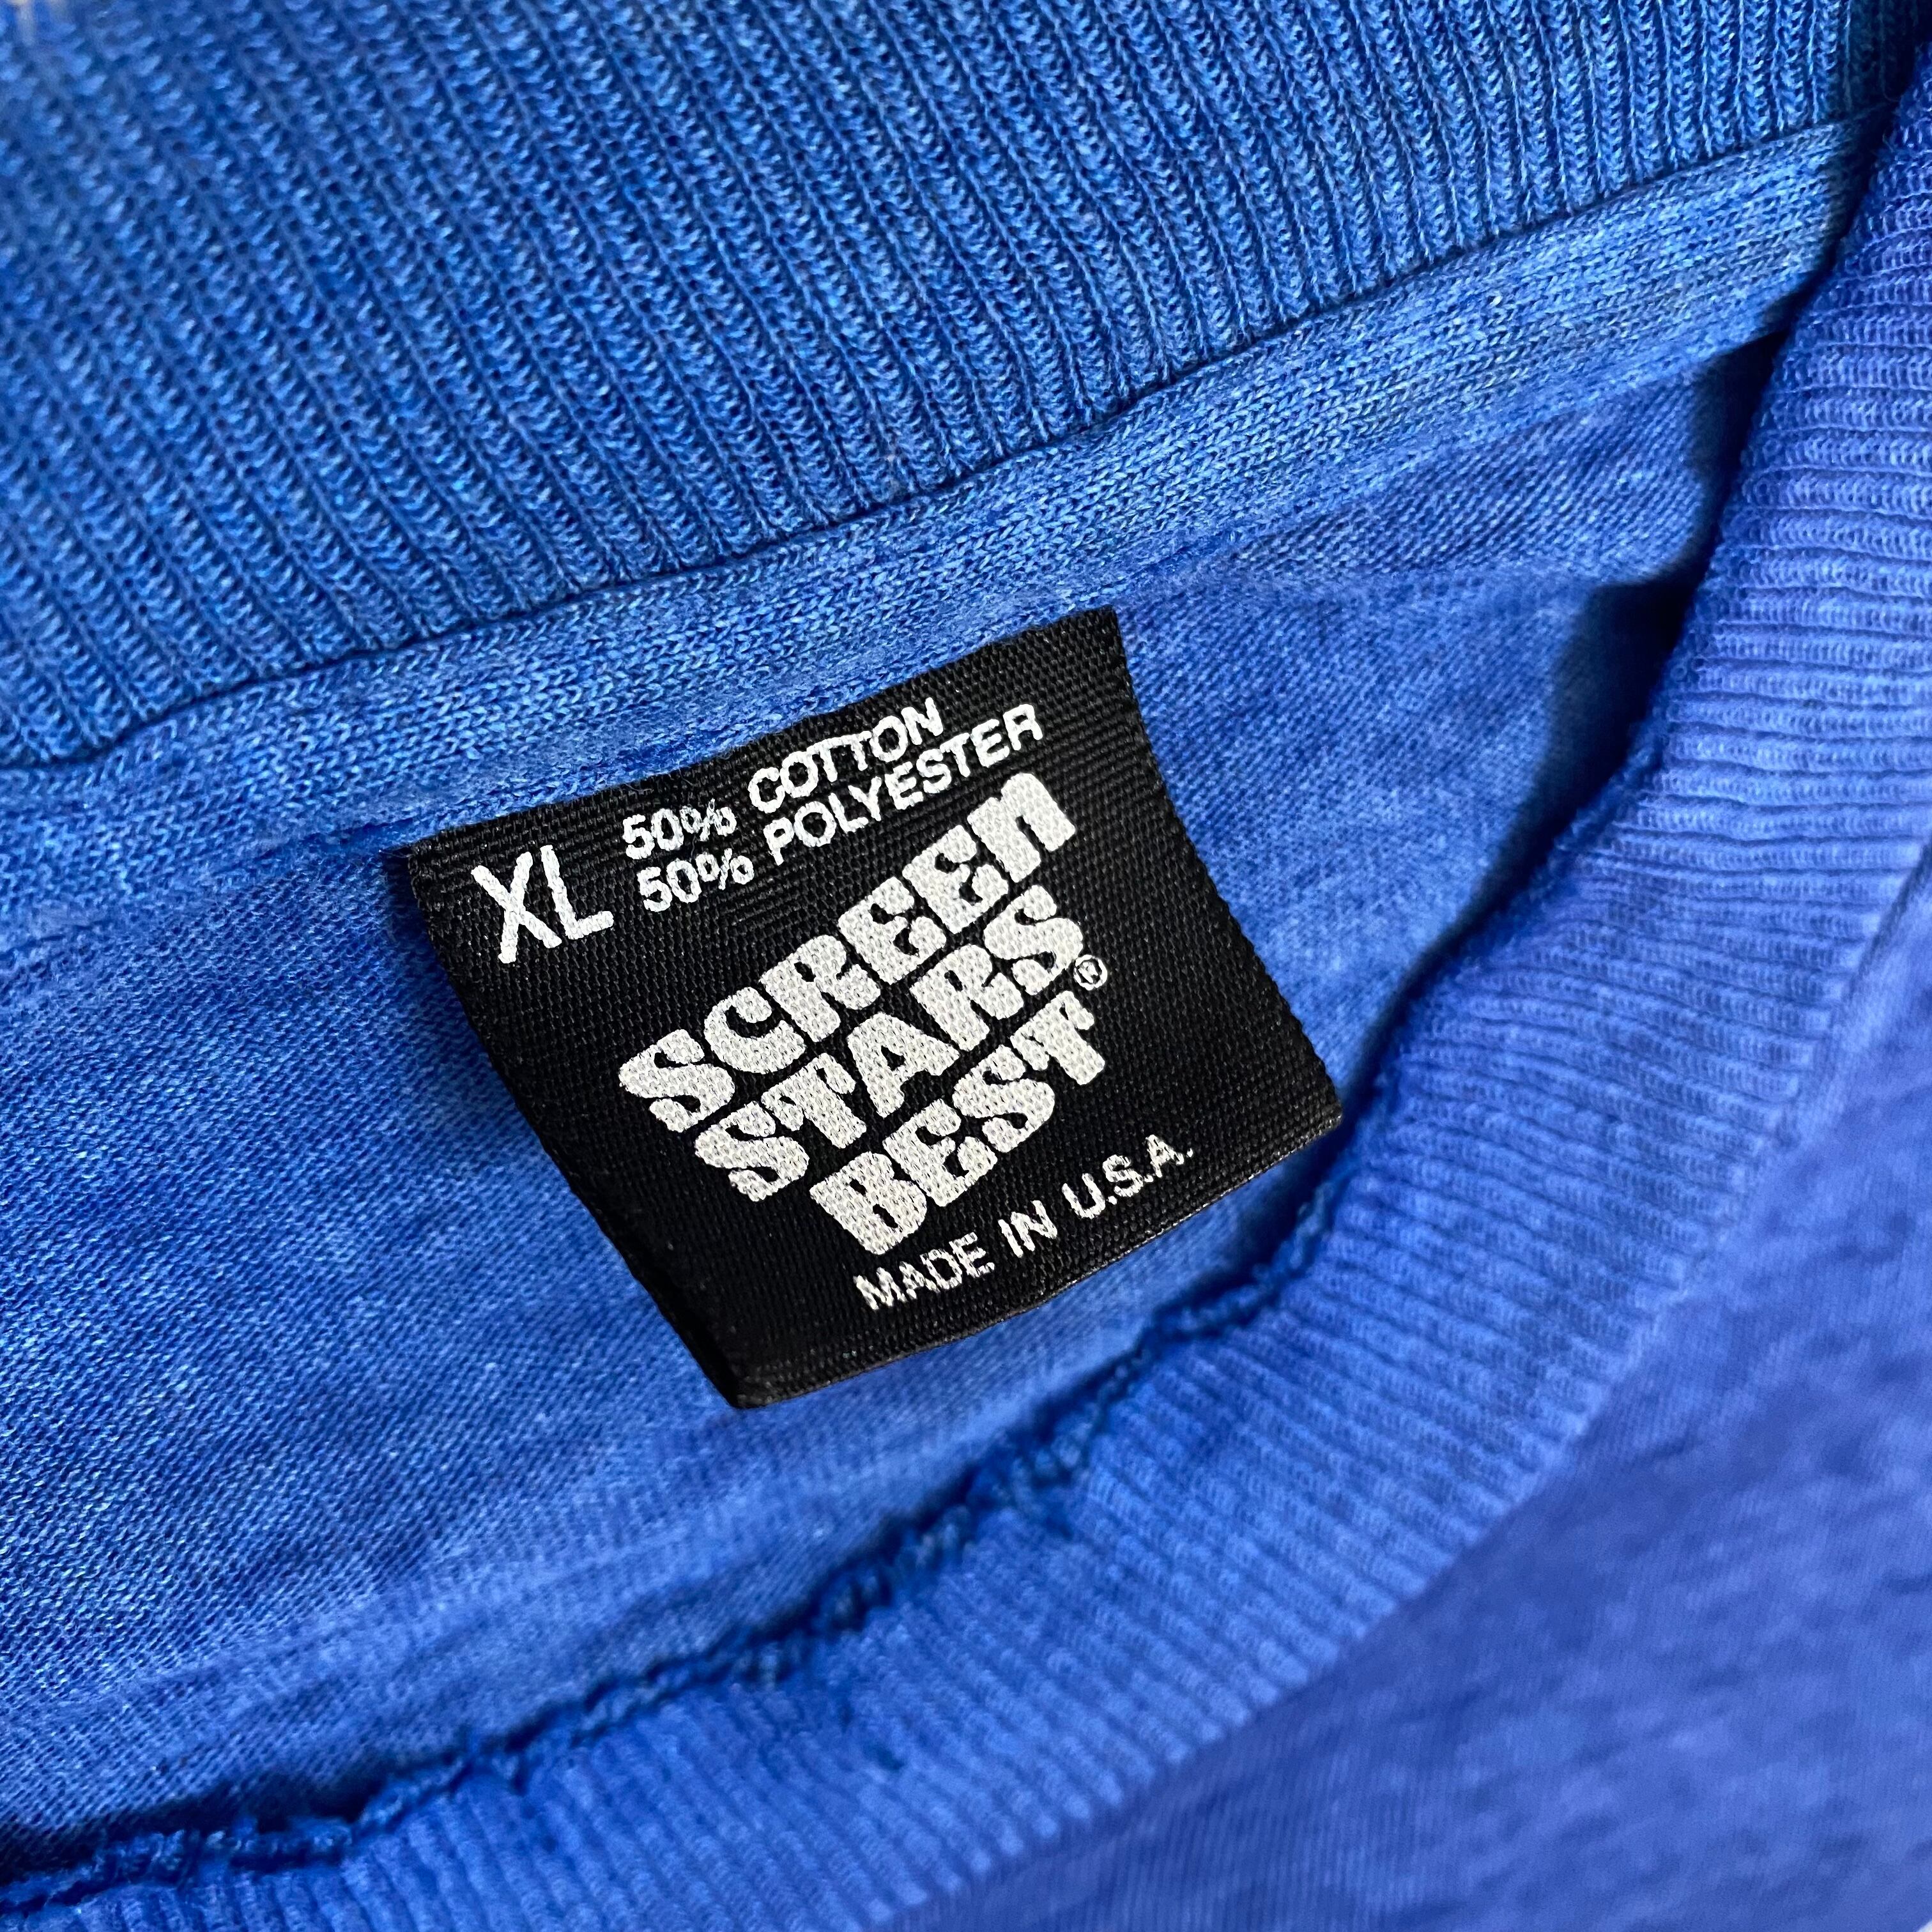 XL
50% COTTON
50% POLYESTER
SCREEN
STARS
BEST®
MADE IN U.S.A.